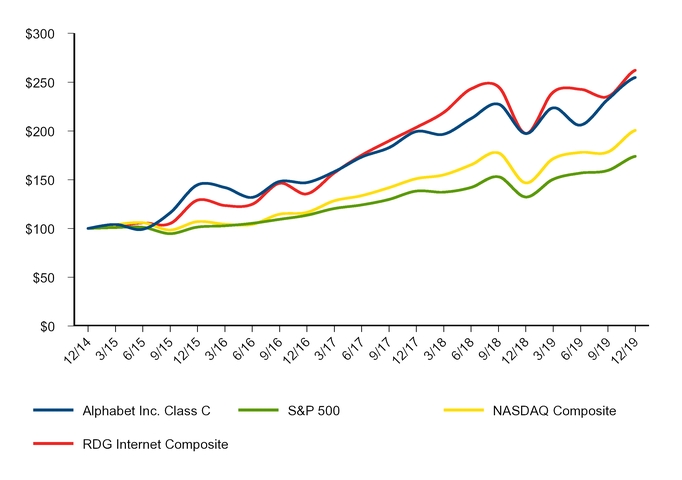 $300
$250
$200
$150
$100
$50
$0
12/14 3/15 6/15 9/15 12/15 3/16 6/16 9/16 12/16 3/17 6/17 9/17 12/17 3/18 6/18 9/18 12/18 3/19 6/19 9/19 12/19
Alphabet Inc. Class C S&P 500 NASDAQ Composite
RDG Internet Composite